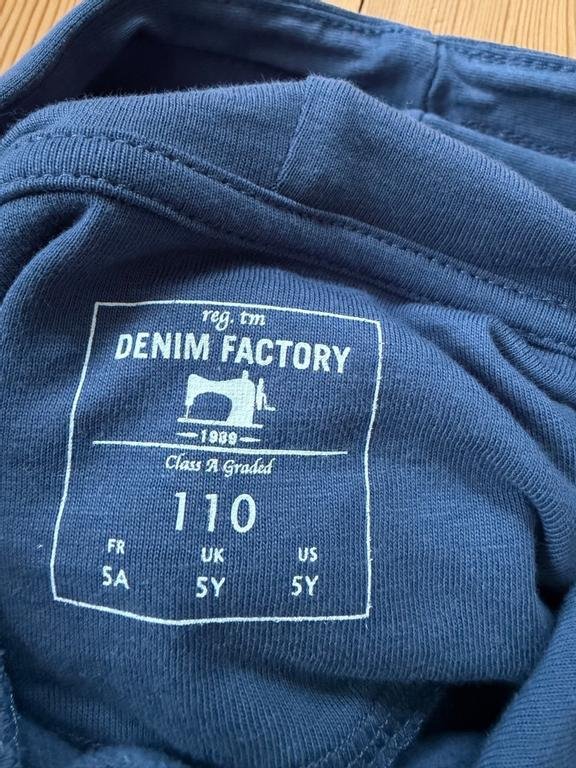 reg. tm
DENIM FACTORY
1989
Class A Graded
110
FR UK US
5A 5Y 5Y